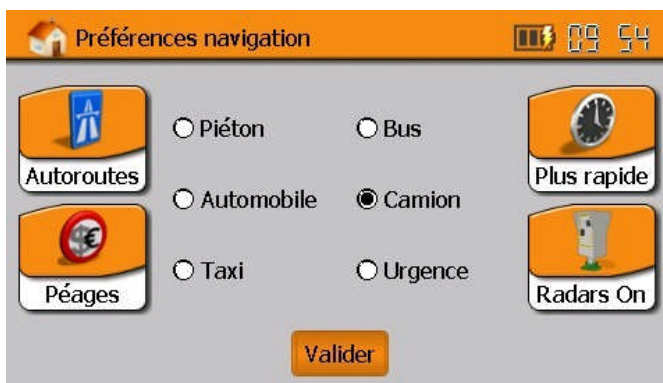 Préférences navigation
09 54
Autoroutes
Piéton
Bus
Plus rapide
Automobile
Camion
Péages
Taxi
Urgence
Radars On
Valider